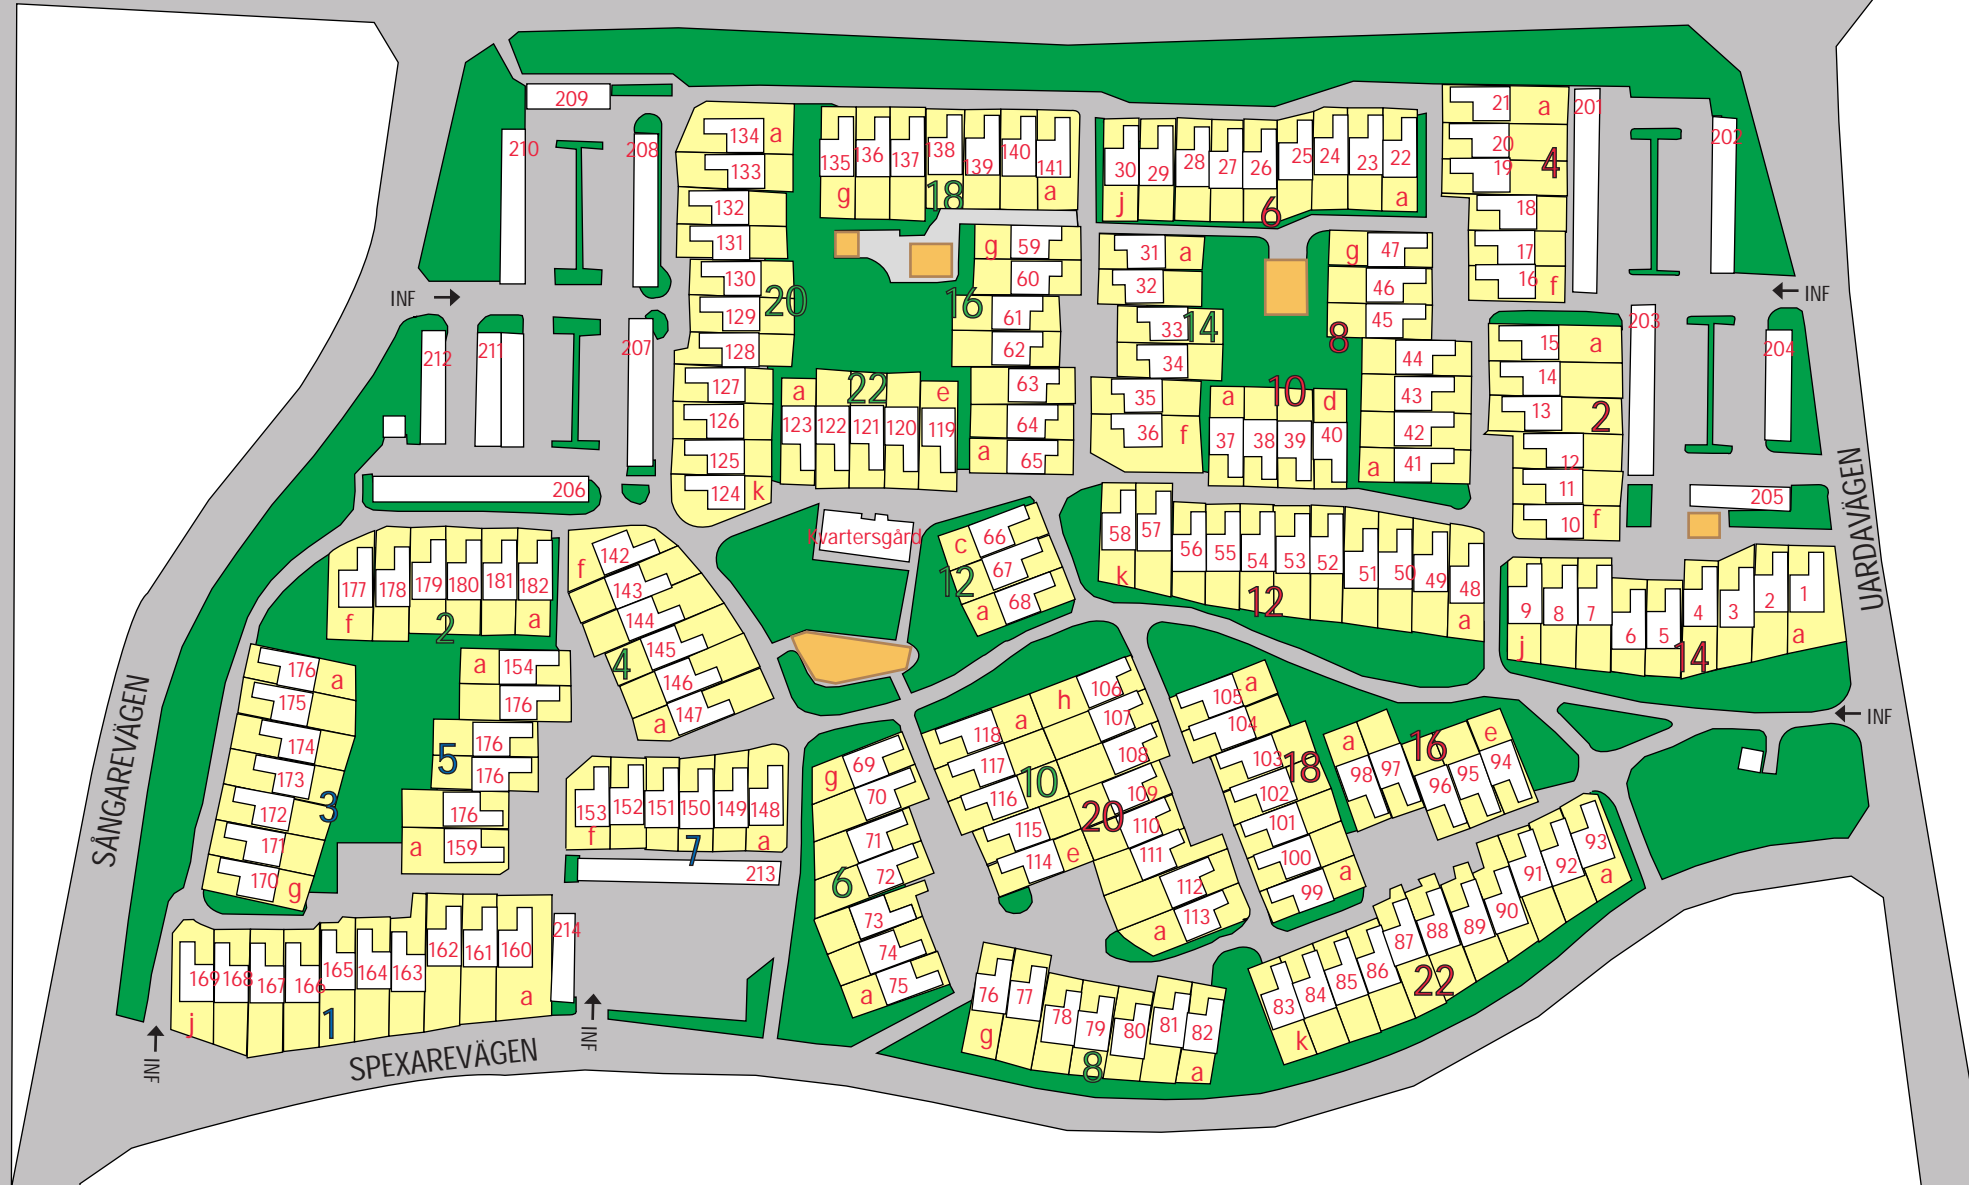 209
210
208
134 a
133
132
131
130
129
128
127
126
125
124 k
20
135 136 137 138 139 140 141
g 18 a
30 29 28 27 26 25 24 23 22
j 6 a
21 a
20
19
4
18
17
16 f
201
202
INF
INF
212
211
207
206
g 59
60
16
61
62
63
64
a 65
a 22 e
123 122 121 120 119
31 a
32
33 14
34
35
36 f
g 47
46
45
8
44
43
42
a 41
a 10 d
37 38 39 40
15 a
14
13
2
12
11
10 f
203
204
205
UARDAVÄGEN
Kvartersgård
c 66
67
12
a 68
58 57 56 55 54 53 52 51 50 49 48
k 12 a
9 8 7 6 5 4 3 2 1
j 14 a
INF
177 178 179 180 181 182
f 2 a
f 142
143
144
145
4
146
a 147
176 a
175
174
173
172
3
171
170 g
a 154
176
176
5
176
176
a 159
153 152 151 150 149 148
f 7 a
213
g 69
70
71
72
6
73
74
a 75
118 a
117
116
10
115
114 e
h 106
107
108
109
20
110
111
112
a 113
105 a
104
103 18
102
101
100
99 a
a 16 e
98 97 96 95 94
SÅNGAREVÄGEN
169 168 167 166 165 164 163 162 161 160
j 1 a
214
INF
INF
SPEXAREVÄGEN
76 77 78 79 80 81 82
g 8 a
83 84 85 86 87 88 89 90 91 92 93
k 22 a